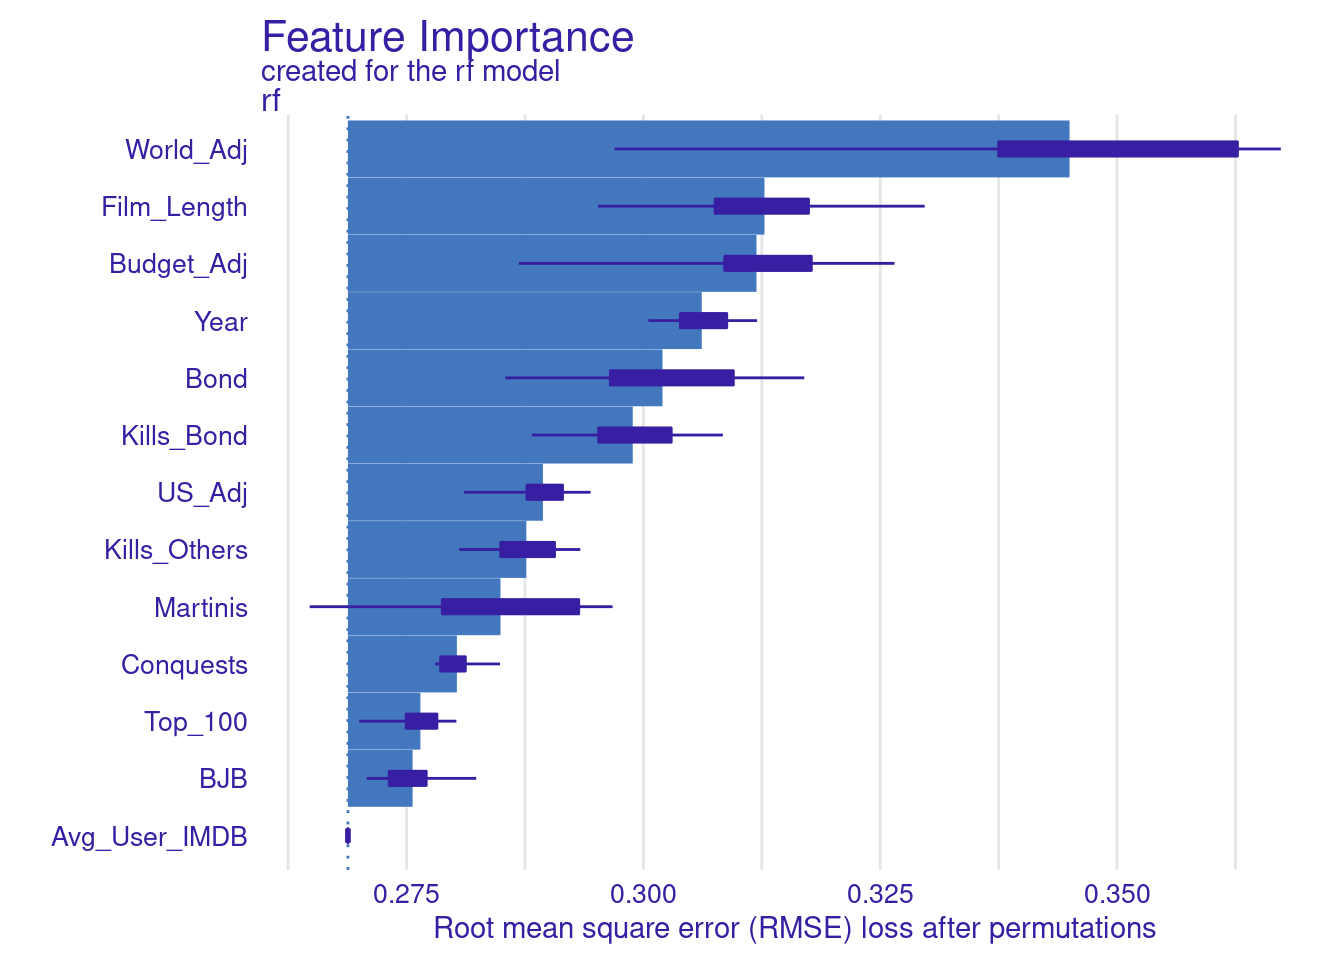 Feature Importance
created for the rf model
rf
World_Adj
Film_Length
Budget_Adj
Year
Bond
Kills_Bond
US_Adj
Kills_Others
Martinis
Conquests
Top_100
BJB
Avg_User_IMDB
0.275 0.300 0.325 0.350
Root mean square error (RMSE) loss after permutations